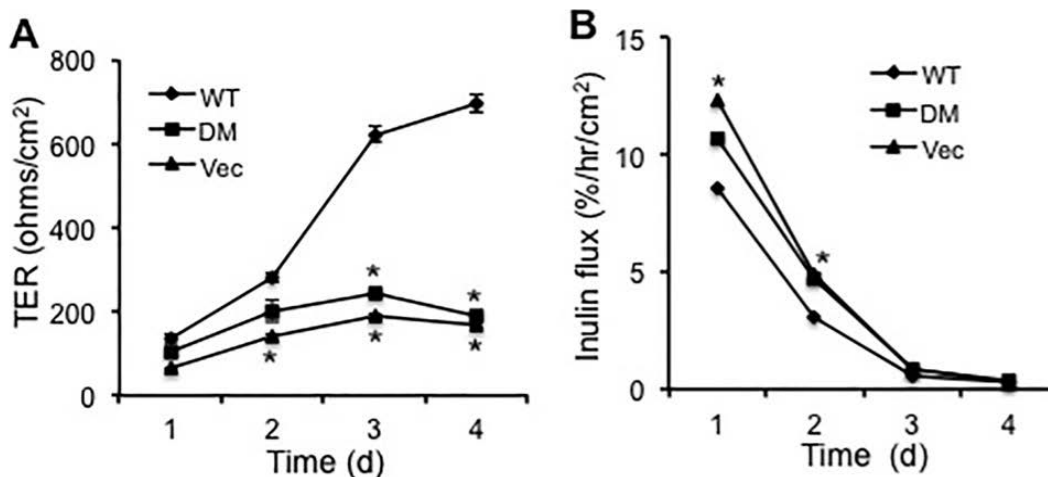 A
TER (ohms/cm²)
800
600
400
200
0
WT
DM
Vec
*
*
*
*
*
1 2 3 4
Time (d)
B
Inulin flux (%/hr/cm²)
15
10
5
0
WT
DM
Vec
*
*
1 2 3 4
Time (d)